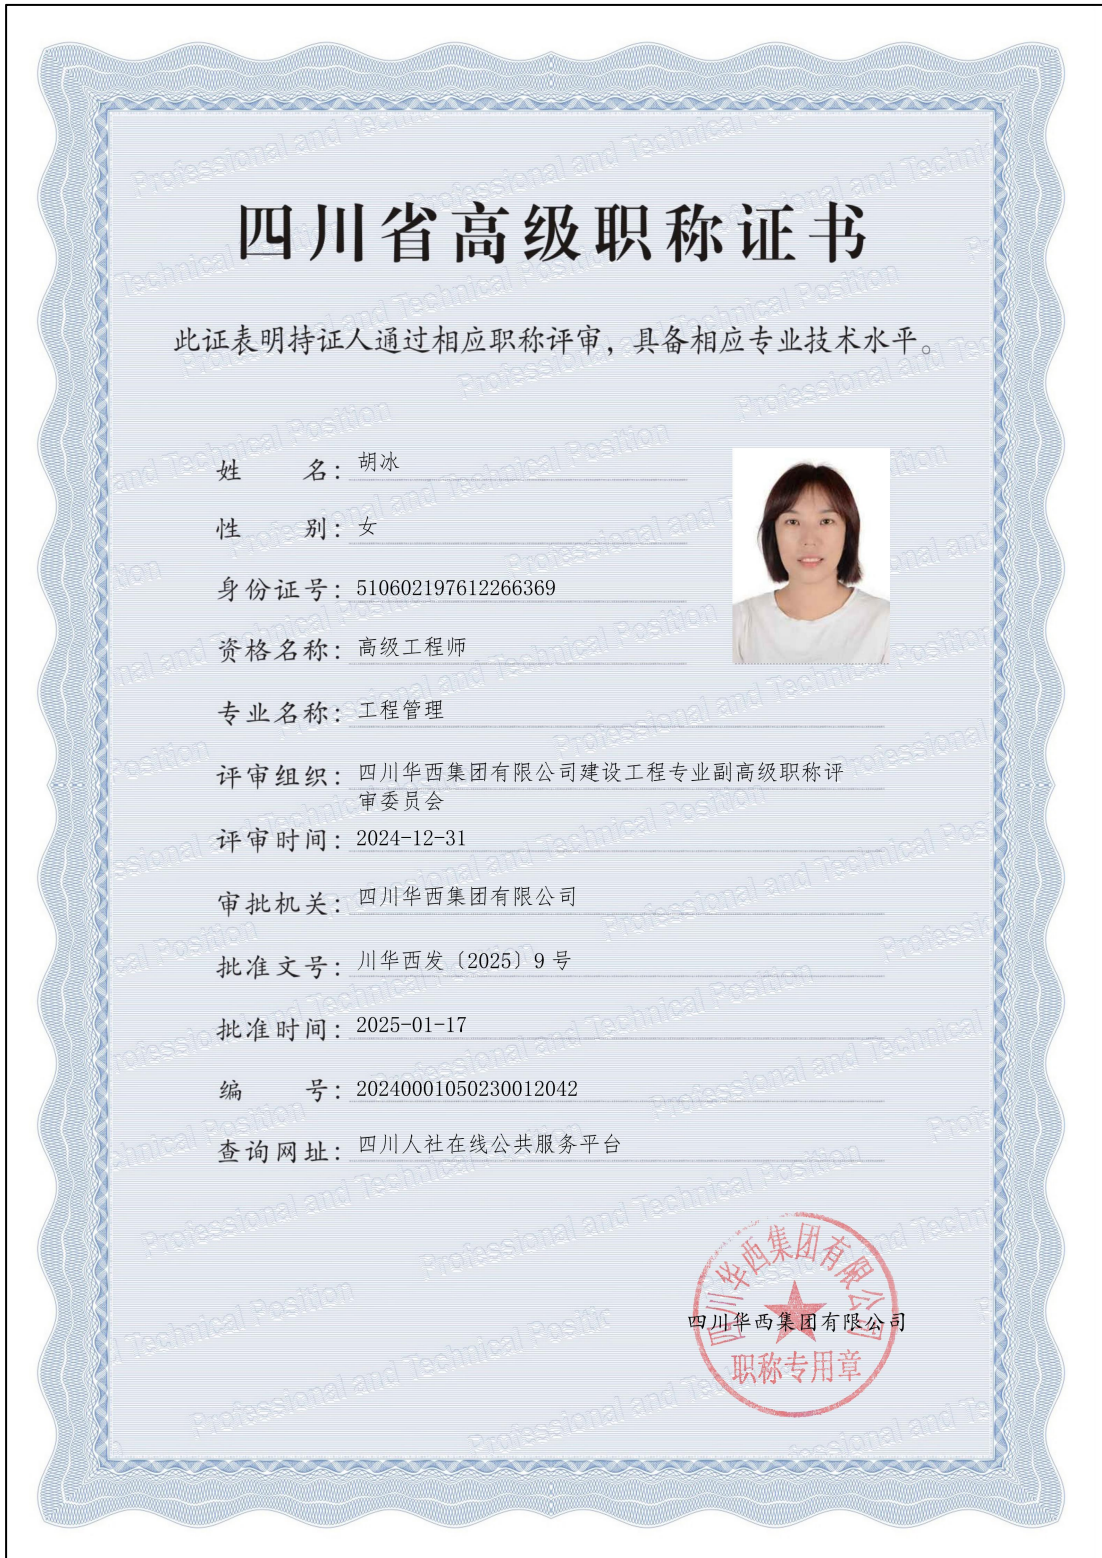 四川省高级职称证书
此证表明持证人通过相应职称评审，具备相应专业技术水平。
姓 名：胡冰
性 别：女
身份证号：510602197612266369
资格名称：高级工程师
专业名称：工程管理
评审组织：四川华西集团有限公司建设工程专业副高级职称评
审委员会
评审时间：2024-12-31
审批机关：四川华西集团有限公司
批准文号：川华西发〔2025〕9号
批准时间：2025-01-17
编 号：20240001050230012042
查询网址：四川人社在线公共服务平台
四川华西集团有限公司
四川华西集团有限公司
职称专用章
Professional and Technical Position